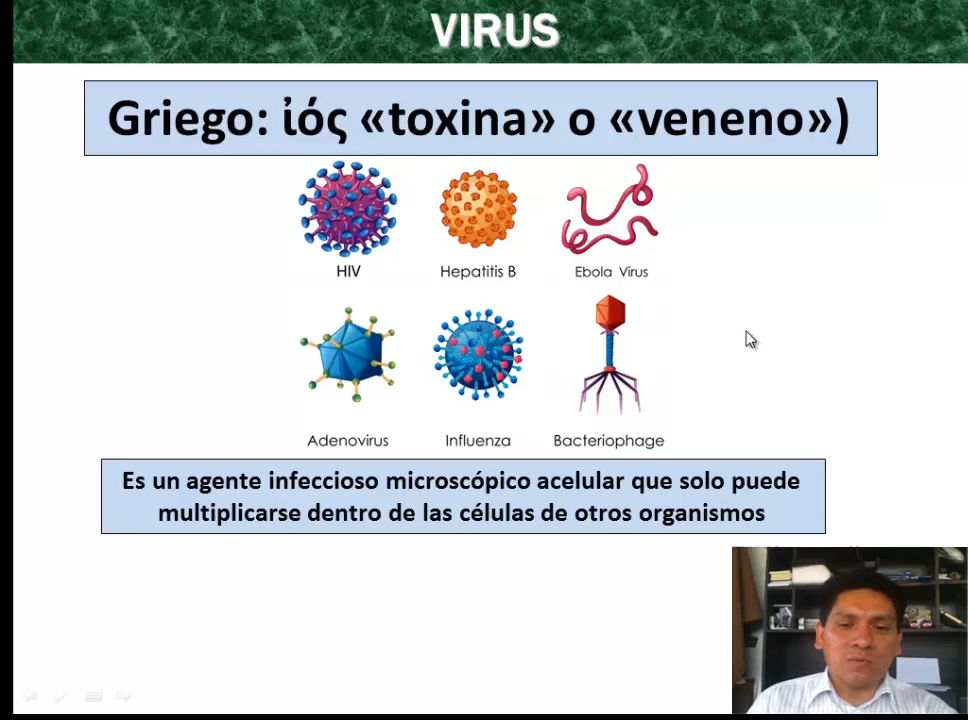 VIRUS
Griego: ἰός «toxina» o «veneno»)
HIV
Hepatitis B
Ebola Virus
Adenovirus
Influenza
Bacteriophage
Es un agente infeccioso microscópico acelular que solo puede
multiplicarse dentro de las células de otros organismos